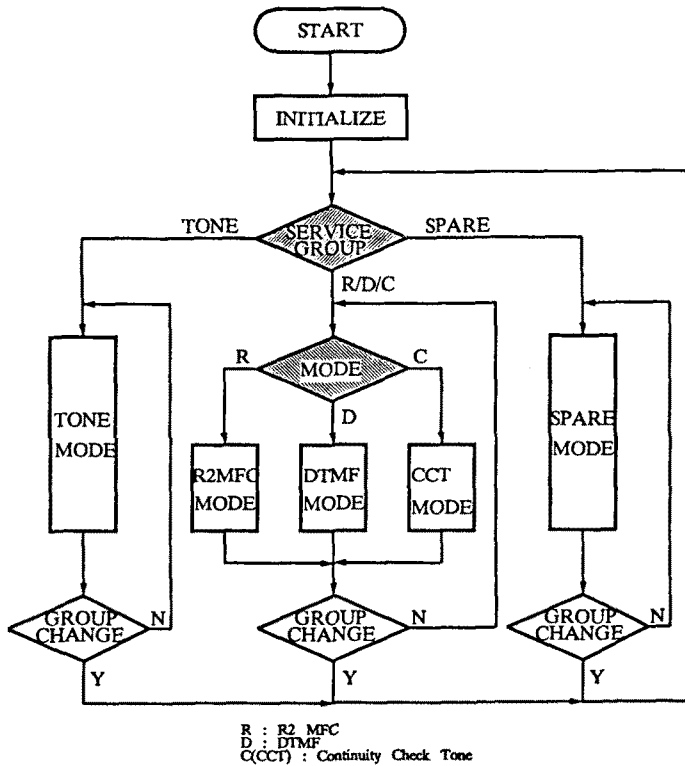 START
INITIALIZE
TONE
SERVICE
GROUP
SPARE
R/D/C
R
MODE
C
D
TONE
MODE
R2MFC
MODE
DTMF
MODE
CCT
MODE
SPARE
MODE
GROUP
CHANGE
N
GROUP
CHANGE
N
GROUP
CHANGE
N
Y
Y
Y
R : R2 MFC
D : DTMF
C(CCT) : Continuity Check Tone